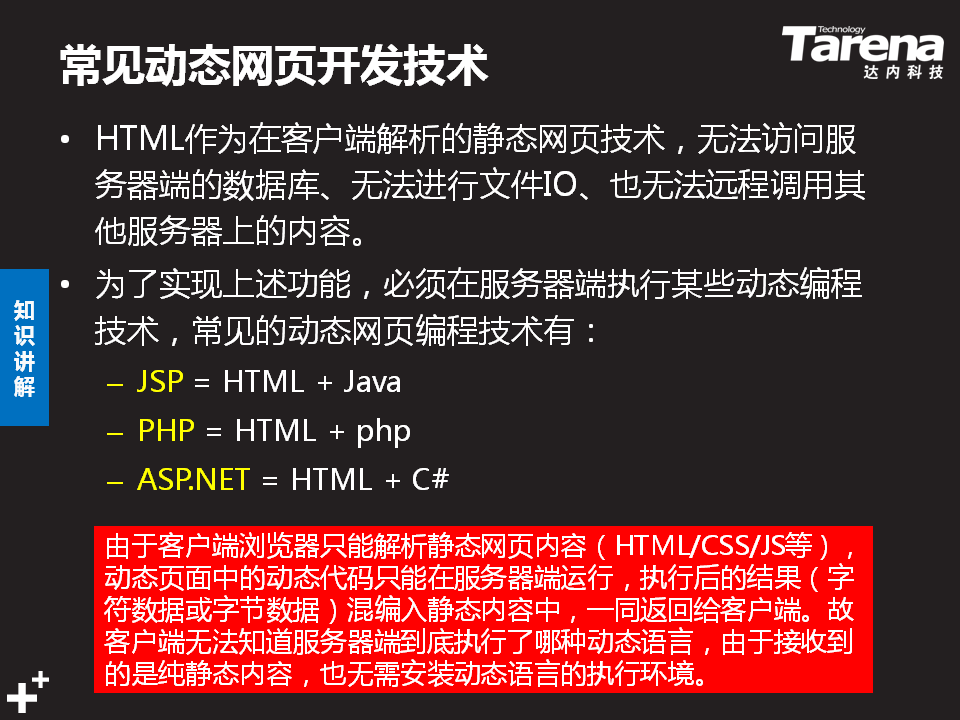 常见动态网页开发技术
Technology
Tarena
达内科技
• HTML作为在客户端解析的静态网页技术，无法访问服
务器端的数据库、无法进行文件IO、也无法远程调用其
他服务器上的内容。
• 为了实现上述功能，必须在服务器端执行某些动态编程
技术，常见的动态网页编程技术有：
– JSP = HTML + Java
– PHP = HTML + php
– ASP.NET = HTML + C#
知
识
讲
解
由于客户端浏览器只能解析静态网页内容（HTML/CSS/JS等），
动态页面中的动态代码只能在服务器端运行，执行后的结果（字
符数据或字节数据）混编入静态内容中，一同返回给客户端。故
客户端无法知道服务器端到底执行了哪种动态语言，由于接收到
的是纯静态内容，也无需安装动态语言的执行环境。